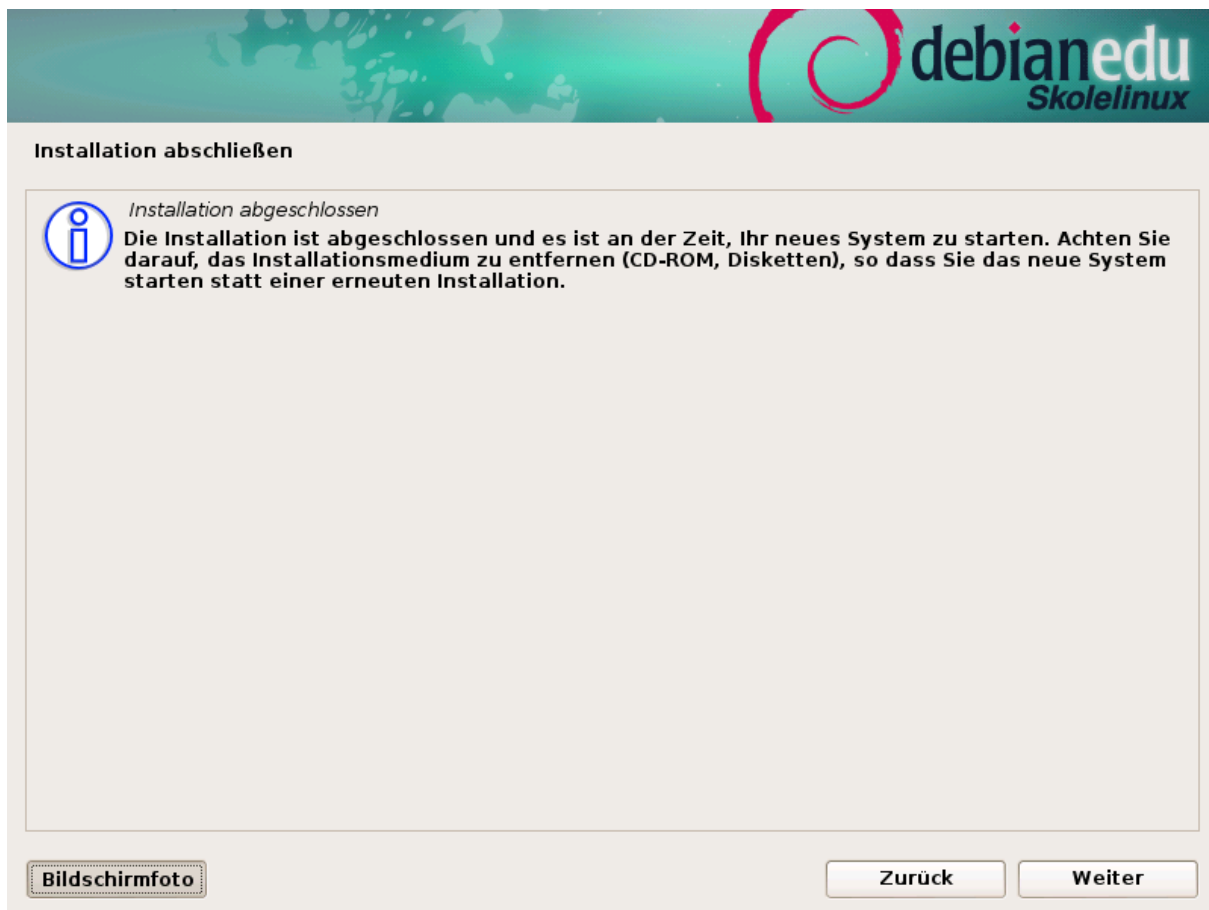 debianedu
Skolelinux
Installation abschließen
Installation abgeschlossen
Die Installation ist abgeschlossen und es ist an der Zeit, Ihr neues System zu starten. Achten Sie
darauf, das Installationsmedium zu entfernen (CD-ROM, Disketten), so dass Sie das neue System
starten statt einer erneuten Installation.
Bildschirmfoto
Zurück
Weiter